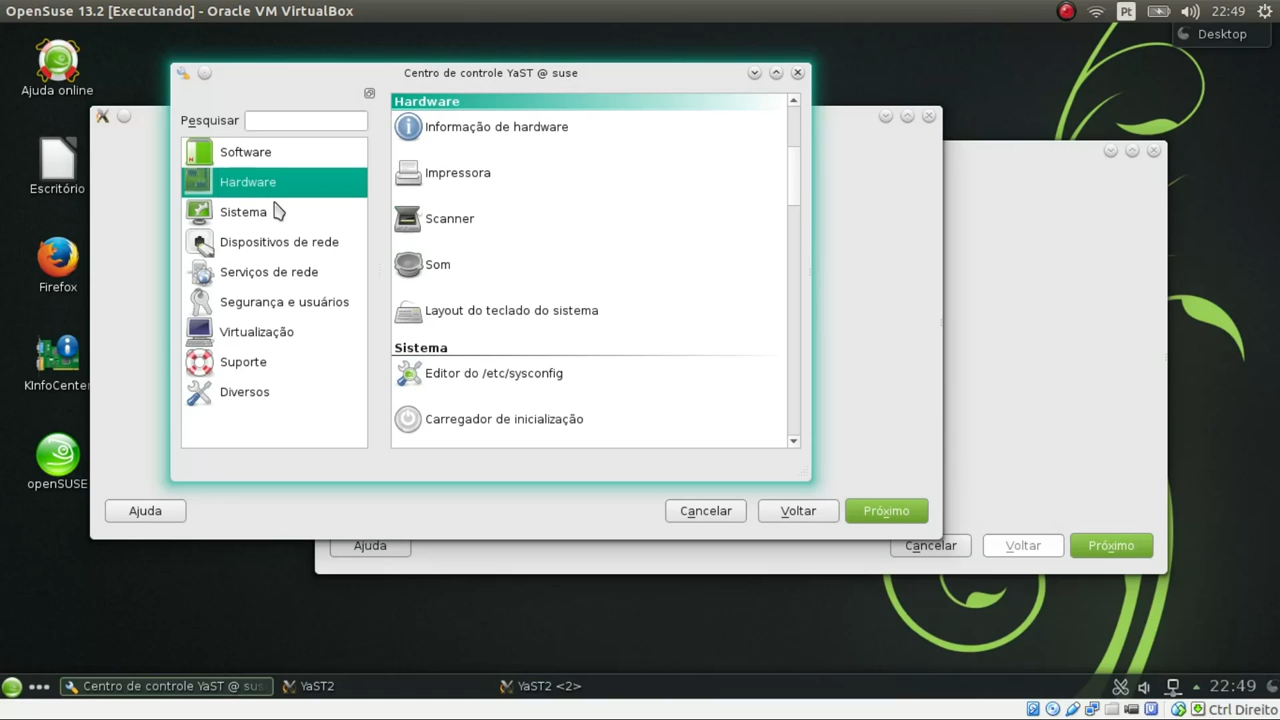 OpenSuse 13.2 [Executando] - Oracle VM VirtualBox
Pt
22:49
Desktop
Ajuda online
Escritório
Firefox
KInfoCenter
openSUSE
Centro de controle YaST @ suse
Pesquisar
Software
Hardware
Sistema
Dispositivos de rede
Serviços de rede
Segurança e usuários
Virtualização
Suporte
Diversos
Hardware
Informação de hardware
Impressora
Scanner
Som
Layout do teclado do sistema
Sistema
Editor do /etc/sysconfig
Carregador de inicialização
Ajuda
Cancelar
Voltar
Próximo
Ajuda
Cancelar
Voltar
Próximo
Centro de controle YaST @ sus
YaST2
YaST2 <2>
22:49
Ctrl Direito